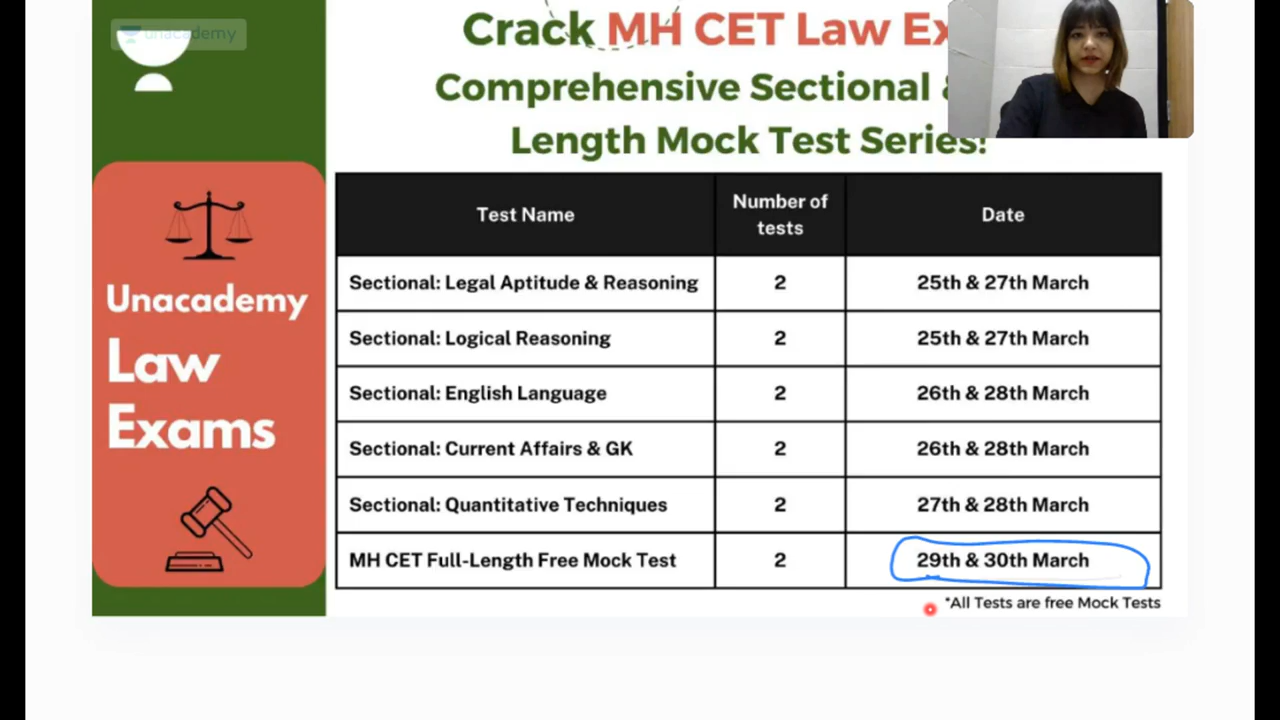 unacademy
Crack MH CET Law
Comprehensive Sectional
Length Mock Test Series!
Unacademy
Law
Exams
Test Name Number of tests Date
Sectional: Legal Aptitude & Reasoning 2 25th & 27th March
Sectional: Logical Reasoning 2 25th & 27th March
Sectional: English Language 2 26th & 28th March
Sectional: Current Affairs & GK 2 26th & 28th March
Sectional: Quantitative Techniques 2 27th & 28th March
MH CET Full-Length Free Mock Test 2 29th & 30th March
*All Tests are free Mock Tests